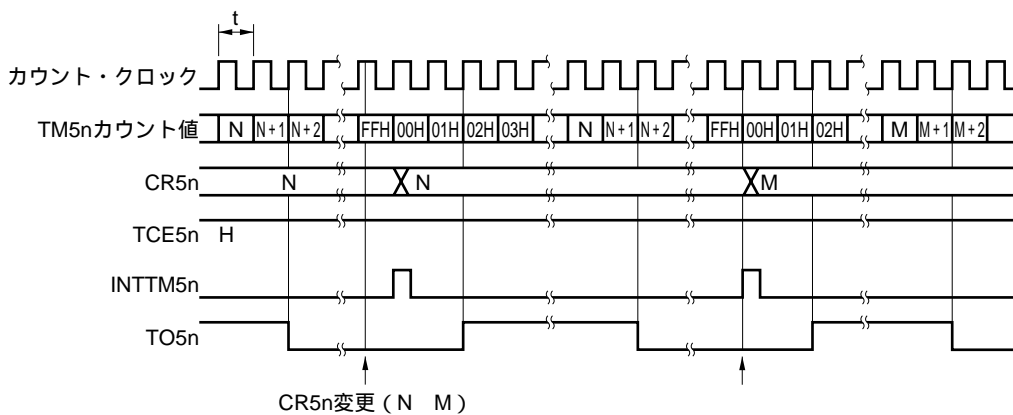 t
カウント・クロック
TM5nカウント値 N N+1 N+2 FFH 00H 01H 02H 03H N N+1 N+2 FFH 00H 01H 02H M M+1 M+2
CR5n N N M
TCE5n H
INTTM5n
TO5n
CR5n変更（N M）